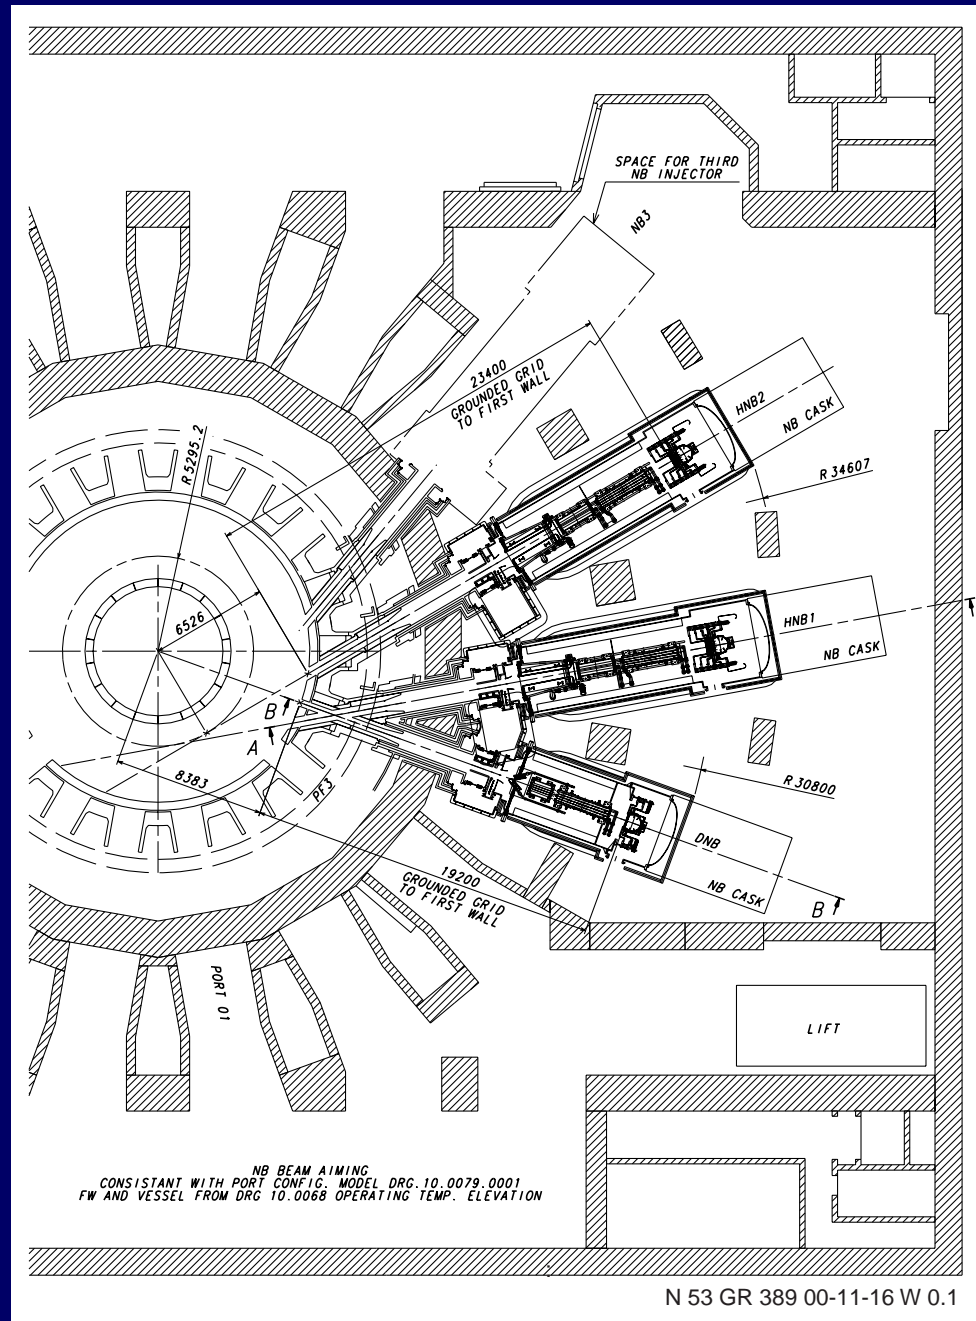 SPACE FOR THIRD
NB INJECTOR
NB3
23400
GROUNDED GRID
TO FIRST WALL
R 5295.2
HNB2
NB CASK
R 34607
6526
HNB1
NB CASK
B
A
8383
PF3
R 30800
DNB
NB CASK
B
19200
GROUNDED GRID
TO FIRST WALL
PORT 01
LIFT
NB BEAM AIMING
CONSISTANT WITH PORT CONFIG. MODEL DRG.10.0079.0001
FW AND VESSEL FROM DRG 10.0068 OPERATING TEMP. ELEVATION
N 53 GR 389 00-11-16 W 0.1